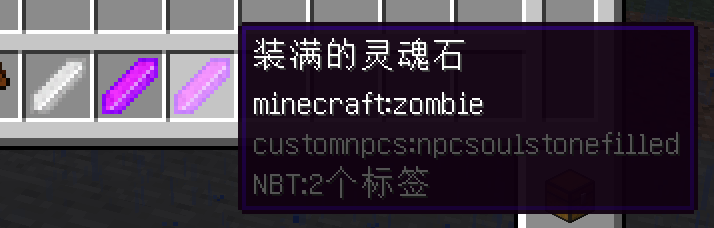 装满的灵魂石
minecraft:zombie
customnpcs:npcsoulstonefilled
NBT:2个标签